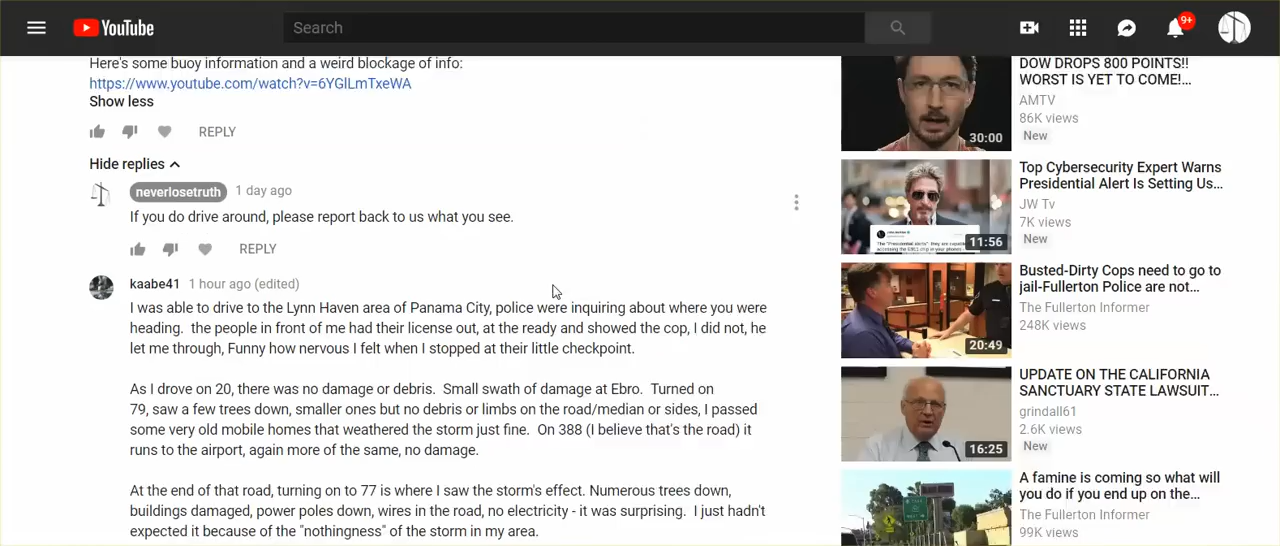 YouTube
Search
9+
Here's some buoy information and a weird blockage of info:
https://www.youtube.com/watch?v=6YGlLmTxeWA
Show less
REPLY
Hide replies
neverlosetruth 1 day ago
If you do drive around, please report back to us what you see.
REPLY
kaabe41 1 hour ago (edited)
I was able to drive to the Lynn Haven area of Panama City, police were inquiring about where you were
heading. the people in front of me had their license out, at the ready and showed the cop, I did not, he
let me through, Funny how nervous I felt when I stopped at their little checkpoint.
As I drove on 20, there was no damage or debris. Small swath of damage at Ebro. Turned on
79, saw a few trees down, smaller ones but no debris or limbs on the road/median or sides, I passed
some very old mobile homes that weathered the storm just fine. On 388 (I believe that's the road) it
runs to the airport, again more of the same, no damage.
At the end of that road, turning on to 77 is where I saw the storm's effect. Numerous trees down,
buildings damaged, power poles down, wires in the road, no electricity - it was surprising. I just hadn't
expected it because of the "nothingness" of the storm in my area.
DOW DROPS 800 POINTS!!
WORST IS YET TO COME!...
AMTV
86K views
New
30:00
Top Cybersecurity Expert Warns
Presidential Alert Is Setting Us...
JW Tv
7K views
New
11:56
Busted-Dirty Cops need to go to
jail-Fullerton Police are not...
The Fullerton Informer
248K views
20:49
UPDATE ON THE CALIFORNIA
SANCTUARY STATE LAWSUIT...
grindall61
2.6K views
New
16:25
A famine is coming so what will
you do if you end up on the...
The Fullerton Informer
99K views